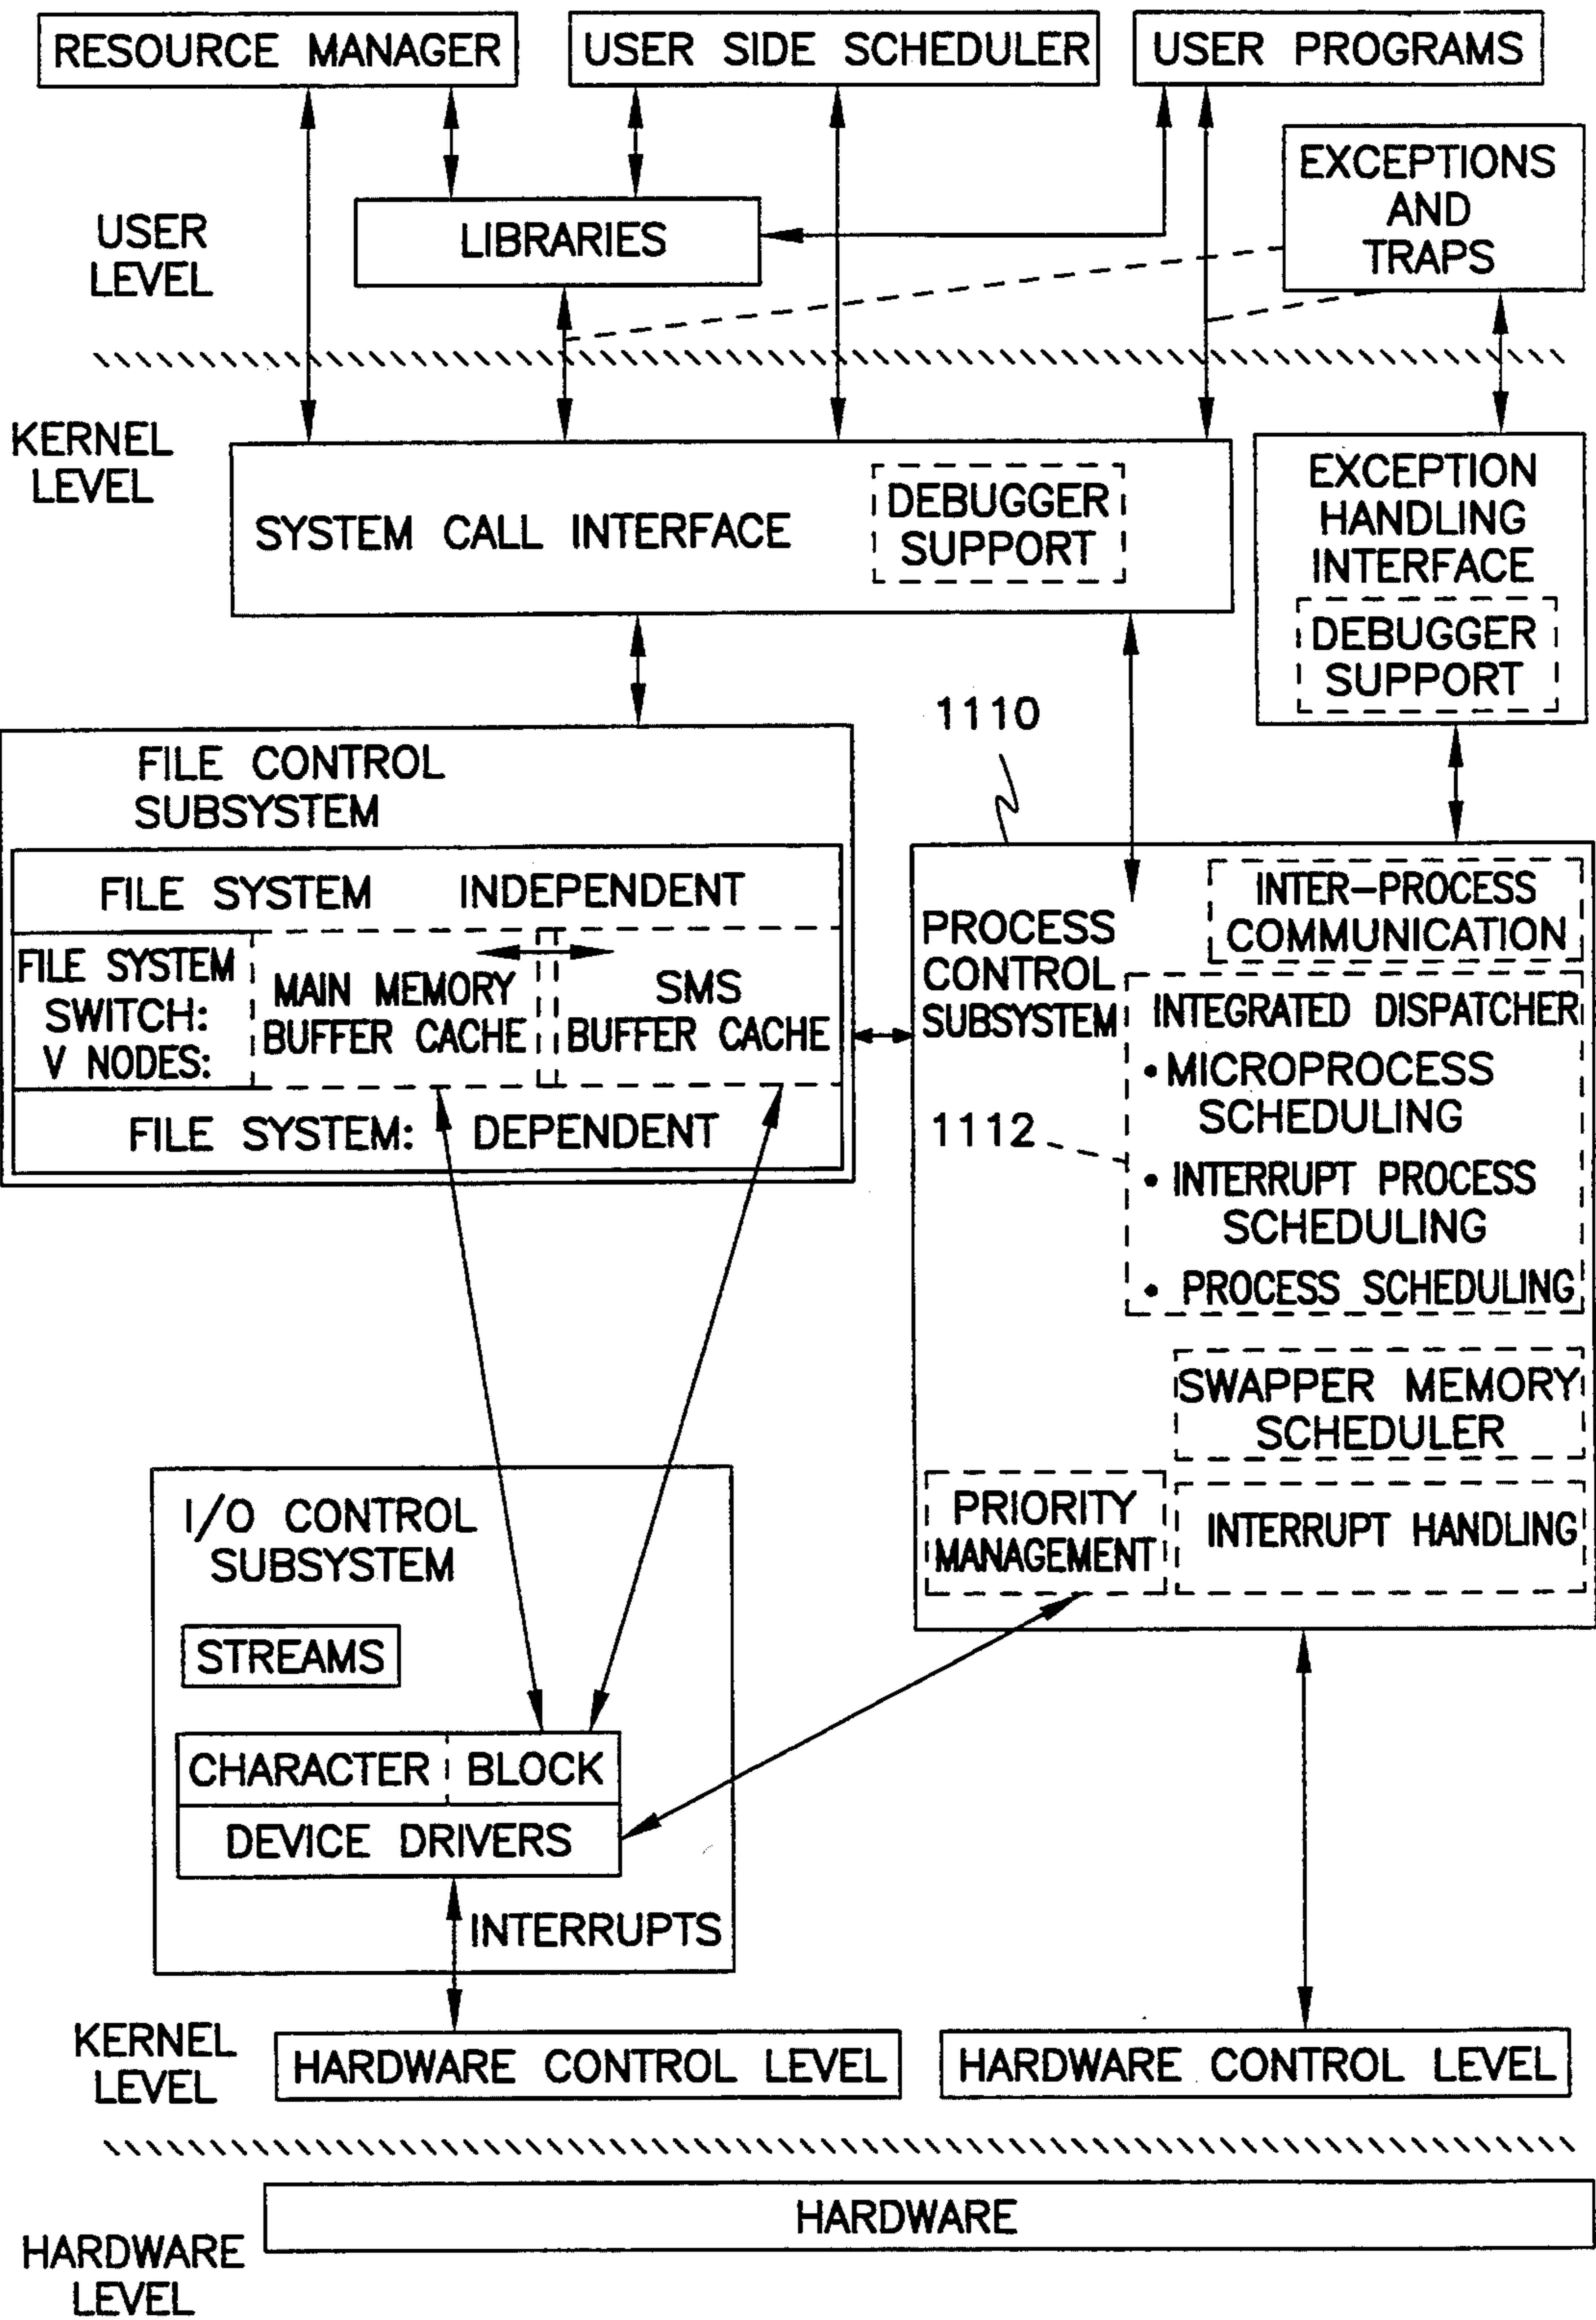 RESOURCE MANAGER
USER SIDE SCHEDULER
USER PROGRAMS
EXCEPTIONS
AND
TRAPS
USER
LEVEL
LIBRARIES
KERNEL
LEVEL
SYSTEM CALL INTERFACE
DEBUGGER
SUPPORT
EXCEPTION
HANDLING
INTERFACE
DEBUGGER
SUPPORT
1110
FILE CONTROL
SUBSYSTEM
FILE SYSTEM INDEPENDENT
FILE SYSTEM
SWITCH:
V NODES:
MAIN MEMORY
BUFFER CACHE
SMS
BUFFER CACHE
FILE SYSTEM: DEPENDENT
PROCESS
CONTROL
SUBSYSTEM
INTER-PROCESS
COMMUNICATION
INTEGRATED DISPATCHER
• MICROPROCESS
SCHEDULING
1112
• INTERRUPT PROCESS
SCHEDULING
• PROCESS SCHEDULING
SWAPPER MEMORY
SCHEDULER
PRIORITY
MANAGEMENT
INTERRUPT HANDLING
I/O CONTROL
SUBSYSTEM
STREAMS
CHARACTER
BLOCK
DEVICE DRIVERS
INTERRUPTS
KERNEL
LEVEL
HARDWARE CONTROL LEVEL
HARDWARE CONTROL LEVEL
HARDWARE
HARDWARE
LEVEL